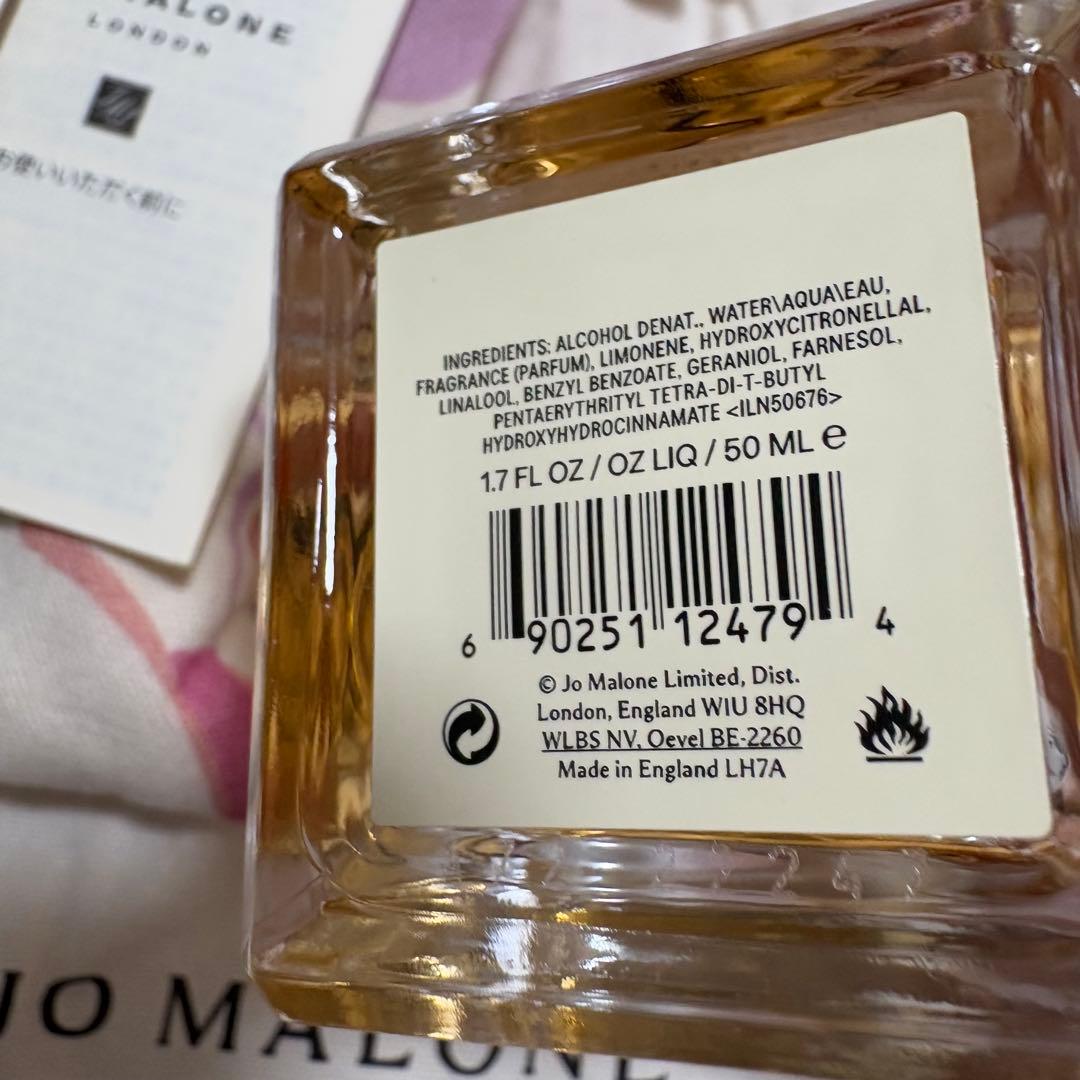 MALONE
LONDON
お使いいただく前に
INGREDIENTS: ALCOHOL DENAT., WATER\AQUA\EAU,
FRAGRANCE (PARFUM), LIMONENE, HYDROXYCITRONELLAL,
LINALOOL, BENZYL BENZOATE, GERANIOL, FARNESOL,
PENTAERYTHRITYL TETRA-DI-T-BUTYL
HYDROXYHYDROCINNAMATE <ILN50676>
1.7 FL OZ / OZ LIQ / 50 ML ℮
6 90251 12479 4
© Jo Malone Limited, Dist.
London, England W1U 8HQ
WLBS NV, Oevel BE-2260
Made in England LH7A
JO MALONE